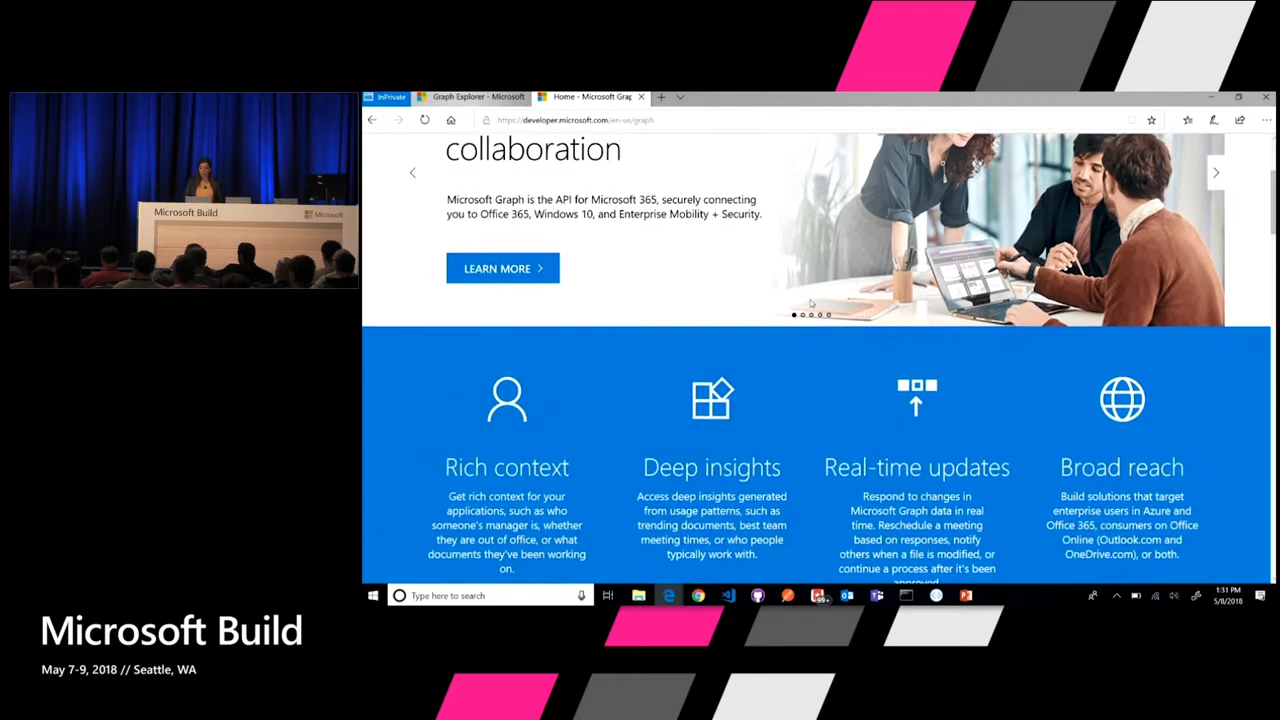 InPrivate
Graph Explorer - Microsoft
Home - Microsoft Grap
https://developer.microsoft.com/en-us/graph
collaboration
Microsoft Graph is the API for Microsoft 365, securely connecting
you to Office 365, Windows 10, and Enterprise Mobility + Security.
LEARN MORE
Microsoft Build
Microsoft
Rich context
Get rich context for your
applications, such as who
someone's manager is, whether
they are out of office, or what
documents they've been working
on.
Deep insights
Access deep insights generated
from usage patterns, such as
trending documents, best team
meeting times, or who people
typically work with.
Real-time updates
Respond to changes in
Microsoft Graph data in real
time. Reschedule a meeting
based on responses, notify
others when a file is modified, or
continue a process after it's been
approved.
Broad reach
Build solutions that target
enterprise users in Azure and
Office 365, consumers on Office
Online (Outlook.com and
OneDrive.com), or both.
Type here to search
99+
1:31 PM
5/8/2018
Microsoft Build
May 7-9, 2018 // Seattle, WA